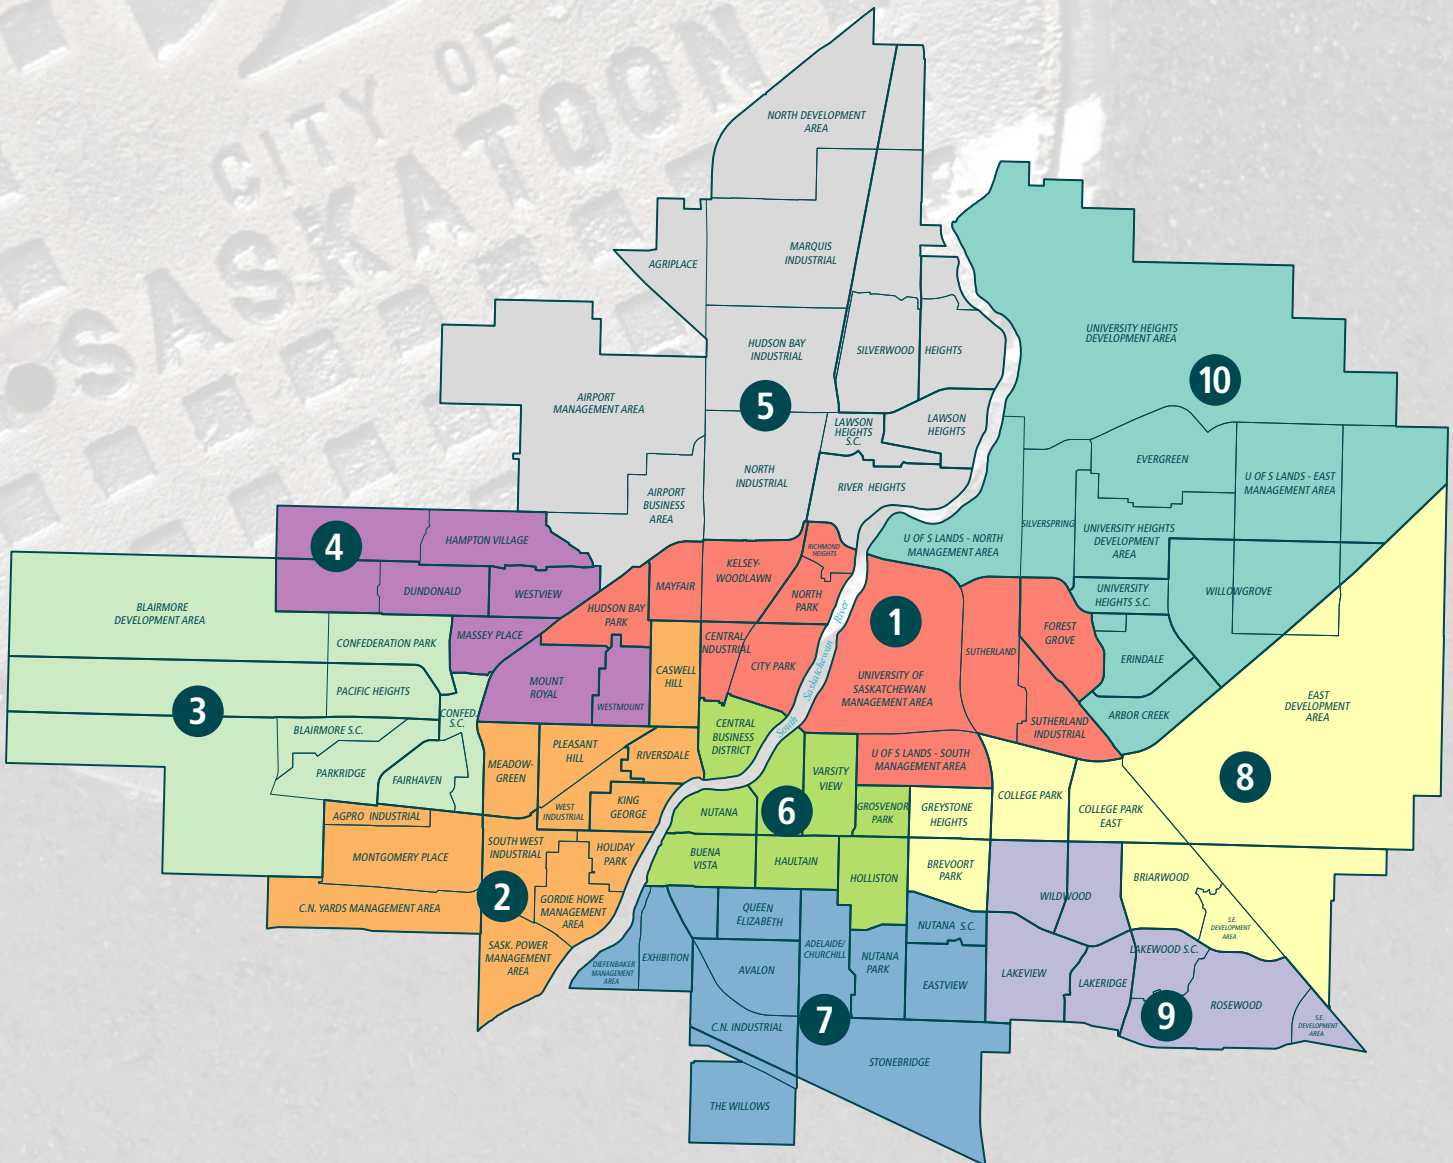 CITY OF
SASKATOON
NORTH DEVELOPMENT
AREA
AGRIPLACE
MARQUIS
INDUSTRIAL
HUDSON BAY
INDUSTRIAL
SILVERWOOD HEIGHTS
AIRPORT
MANAGEMENT AREA
5
LAWSON
HEIGHTS
S.C.
LAWSON
HEIGHTS
NORTH
INDUSTRIAL
RIVER HEIGHTS
AIRPORT
BUSINESS
AREA
UNIVERSITY HEIGHTS
DEVELOPMENT AREA
10
EVERGREEN
U OF S LANDS - EAST
MANAGEMENT AREA
SILVERSPRING
UNIVERSITY HEIGHTS
DEVELOPMENT
AREA
U OF S LANDS - NORTH
MANAGEMENT AREA
UNIVERSITY
HEIGHTS S.C.
WILLOWGROVE
ERINDALE
ARBOR CREEK
4
HAMPTON VILLAGE
DUNDONALD
WESTVIEW
MASSEY PLACE
MOUNT
ROYAL
WESTMOUNT
BLAIRMORE
DEVELOPMENT AREA
CONFEDERATION PARK
PACIFIC HEIGHTS
3
CONFED.
S.C.
BLAIRMORE S.C.
PARKRIDGE
FAIRHAVEN
HUDSON BAY
PARK
MAYFAIR
KELSEY-
WOODLAWN
RICHMOND
HEIGHTS
NORTH
PARK
CENTRAL
INDUSTRIAL
CITY PARK
1
UNIVERSITY OF
SASKATCHEWAN
MANAGEMENT AREA
SUTHERLAND
FOREST
GROVE
SUTHERLAND
INDUSTRIAL
U OF S LANDS - SOUTH
MANAGEMENT AREA
South Saskatchewan River
CASWELL
HILL
MEADOW-
GREEN
PLEASANT
HILL
RIVERSDALE
WEST
INDUSTRIAL
KING
GEORGE
AGPRO INDUSTRIAL
MONTGOMERY PLACE
SOUTH WEST
INDUSTRIAL
HOLIDAY
PARK
C.N. YARDS MANAGEMENT AREA
2
GORDIE HOWE
MANAGEMENT
AREA
SASK. POWER
MANAGEMENT
AREA
CENTRAL
BUSINESS
DISTRICT
VARSITY
VIEW
NUTANA
6
GROSVENOR
PARK
BUENA
VISTA
HAULTAIN
HOLLISTON
EAST
DEVELOPMENT
AREA
8
COLLEGE PARK
COLLEGE PARK
EAST
GREYSTONE
HEIGHTS
BREVOORT
PARK
BRIARWOOD
S.E.
DEVELOPMENT
AREA
WILDWOOD
LAKEWOOD S.C.
LAKEVIEW
LAKERIDGE
9
ROSEWOOD
S.E.
DEVELOPMENT
AREA
DIEFENBAKER
MANAGEMENT
AREA
EXHIBITION
QUEEN
ELIZABETH
AVALON
ADELAIDE/
CHURCHILL
NUTANA
PARK
NUTANA S.C.
EASTVIEW
C.N. INDUSTRIAL
7
STONEBRIDGE
THE WILLOWS